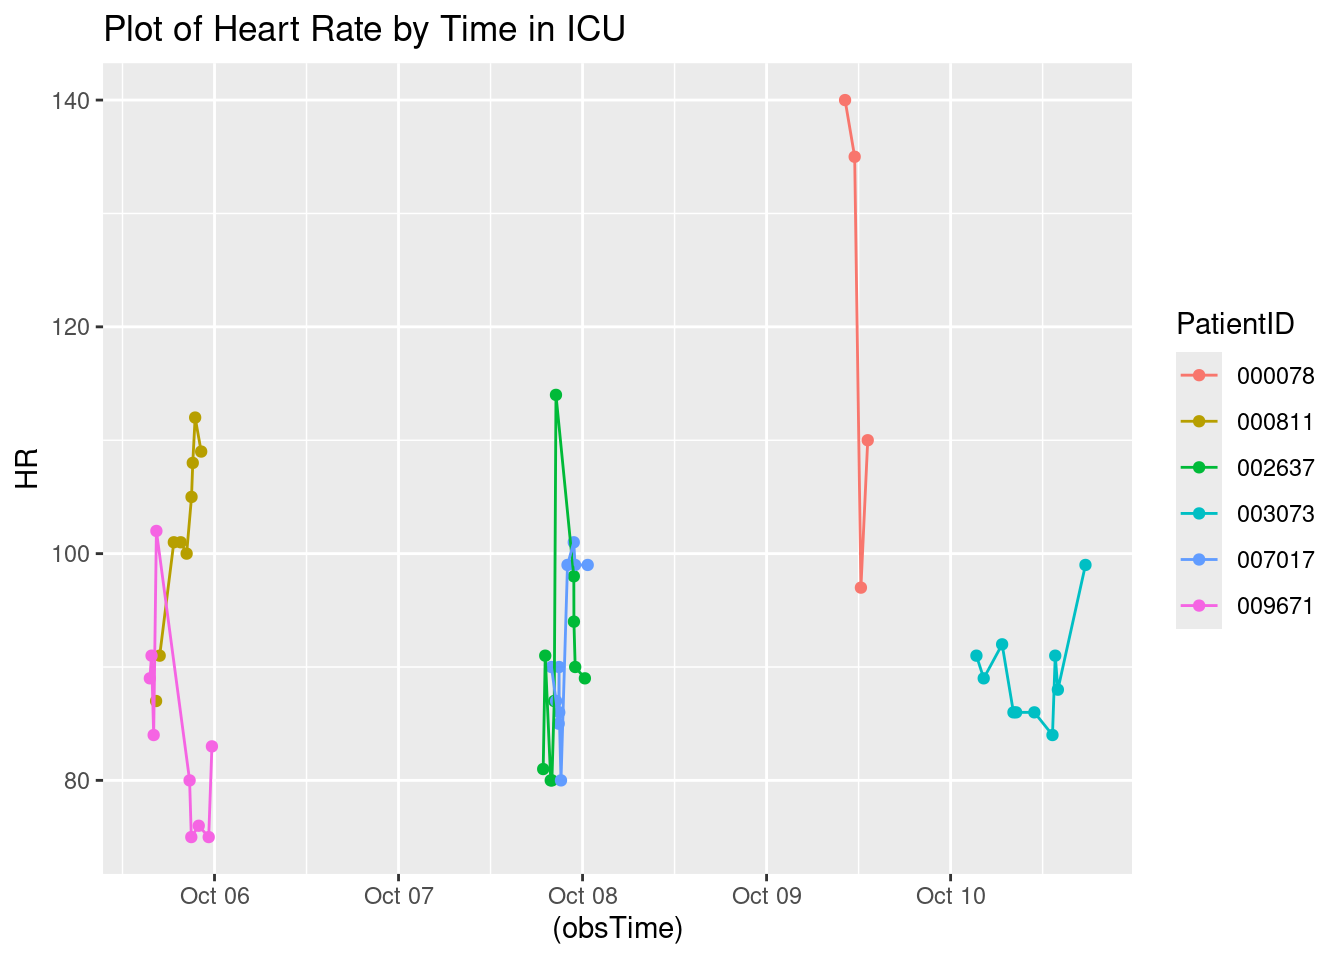 Plot of Heart Rate by Time in ICU
140
120
100
80
HR
Oct 06
Oct 07
Oct 08
Oct 09
Oct 10
(obsTime)
PatientID
000078
000811
002637
003073
007017
009671